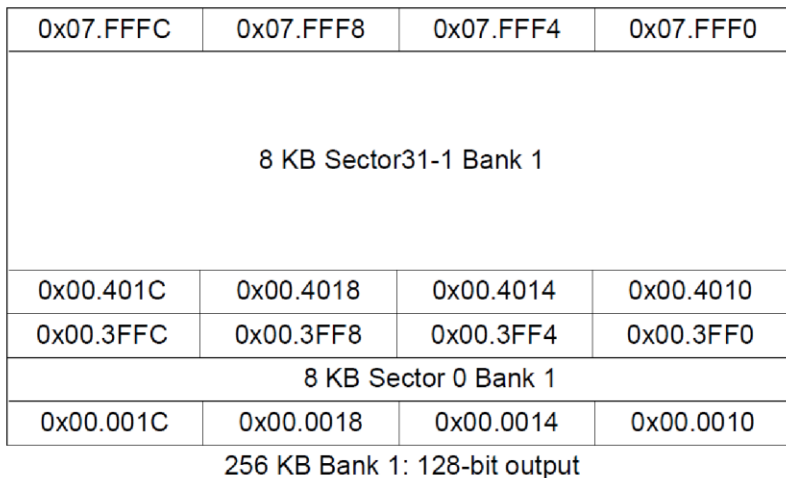 0x07.FFFC 0x07.FFF8 0x07.FFF4 0x07.FFF0
8 KB Sector31-1 Bank 1
0x00.401C 0x00.4018 0x00.4014 0x00.4010
0x00.3FFC 0x00.3FF8 0x00.3FF4 0x00.3FF0
8 KB Sector 0 Bank 1
0x00.001C 0x00.0018 0x00.0014 0x00.0010
256 KB Bank 1: 128-bit output